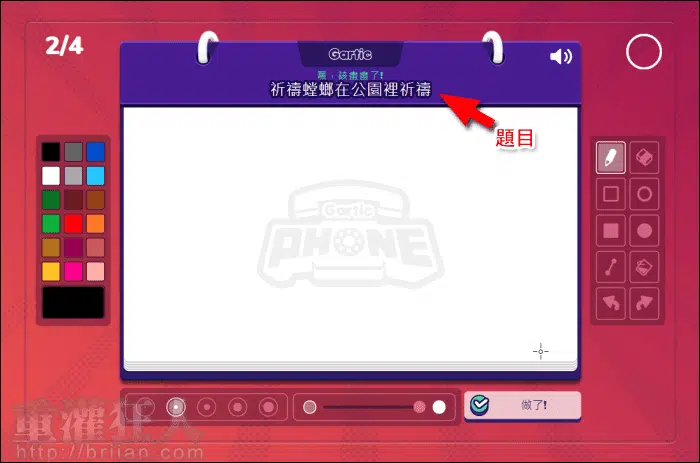 2/4
Gartic
嘿，該畫畫了!
祈禱螳螂在公園裡祈禱
題目
Gartic
PHONE
做了!
重灌狂人
http://briian.com